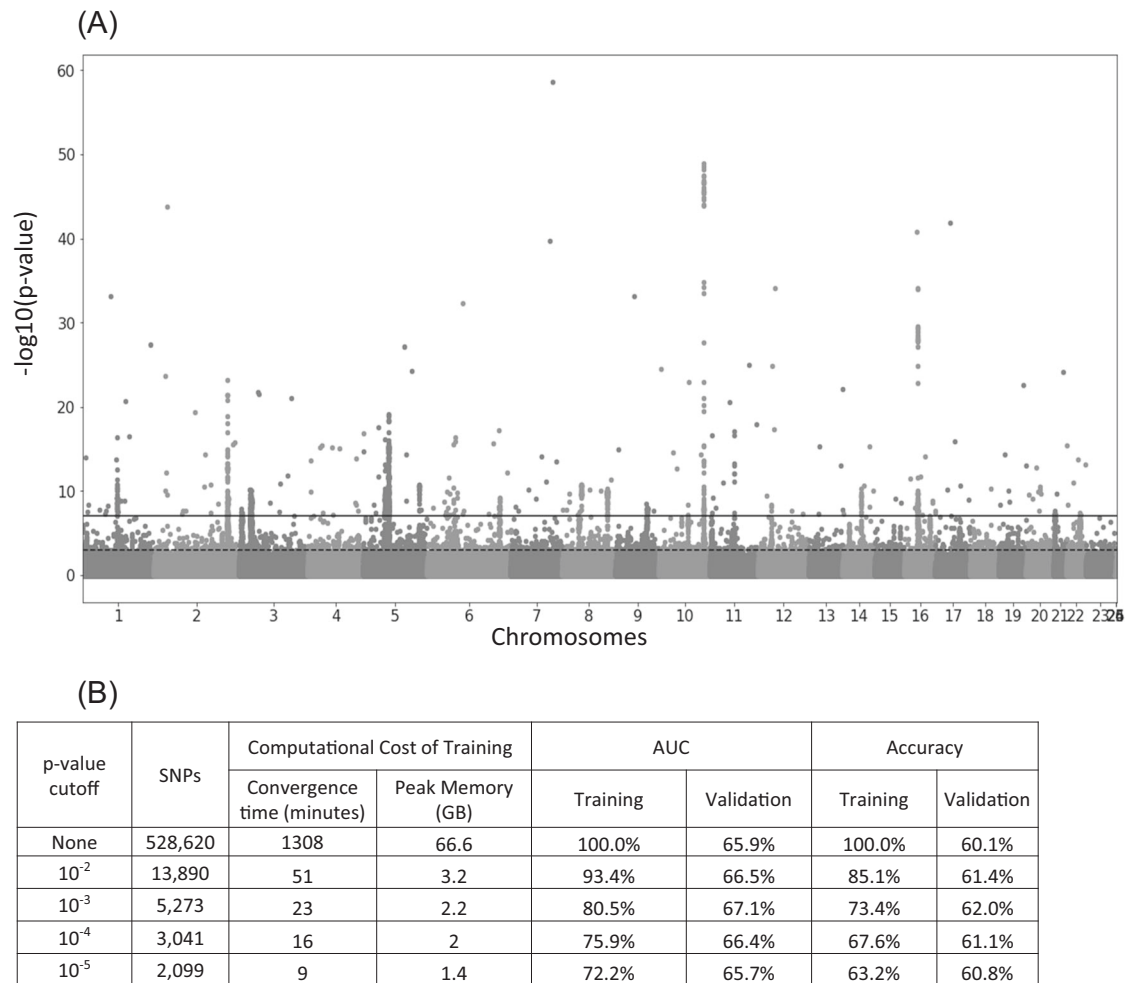 (A)
60
50
40
30
20
10
0
-log10(p-value)
1 2 3 4 5 6 7 8 9 10 11 12 13 14 15 16 17 18 19 20 21 22 23
Chromosomes
(B)
p-value cutoff SNPs Computational Cost of Training AUC Accuracy
Convergence time (minutes) Peak Memory (GB) Training Validation Training Validation
None 528,620 1308 66.6 100.0% 65.9% 100.0% 60.1%
10⁻² 13,890 51 3.2 93.4% 66.5% 85.1% 61.4%
10⁻³ 5,273 23 2.2 80.5% 67.1% 73.4% 62.0%
10⁻⁴ 3,041 16 2 75.9% 66.4% 67.6% 61.1%
10⁻⁵ 2,099 9 1.4 72.2% 65.7% 63.2% 60.8%